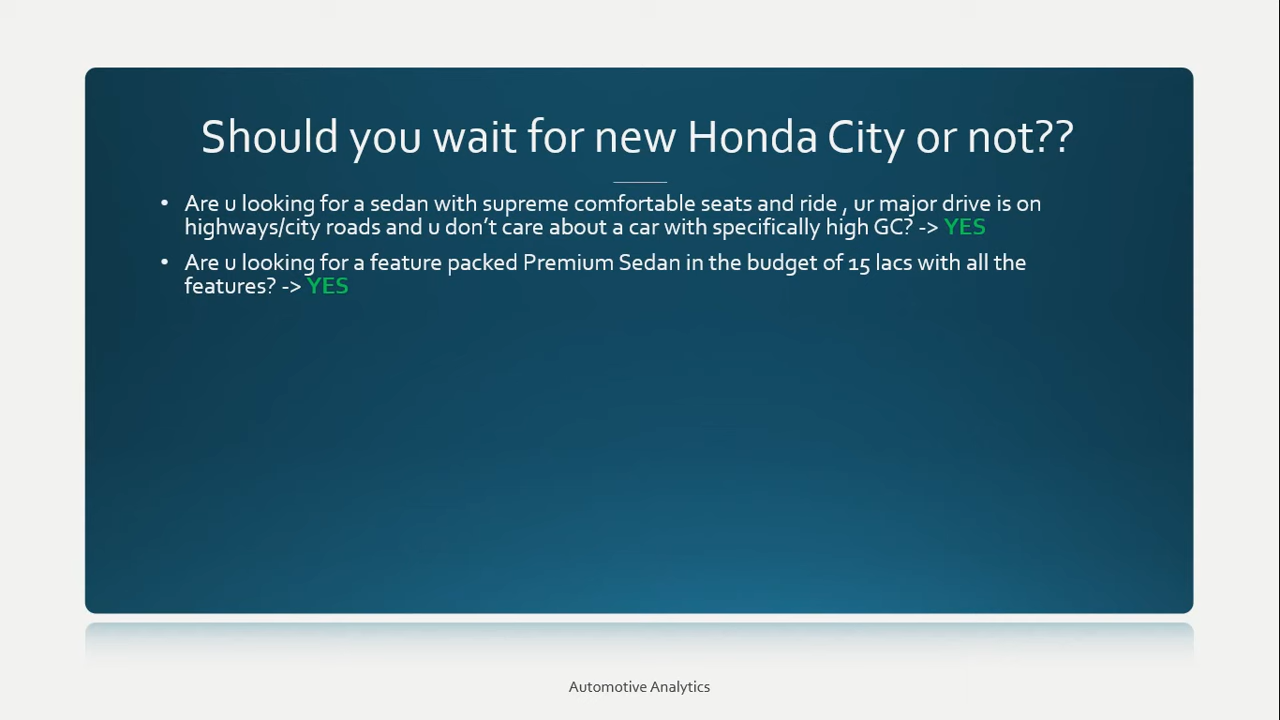 Should you wait for new Honda City or not??
• Are u looking for a sedan with supreme comfortable seats and ride , ur major drive is on
highways/city roads and u don’t care about a car with specifically high GC? -> YES
• Are u looking for a feature packed Premium Sedan in the budget of 15 lacs with all the
features? -> YES
Automotive Analytics